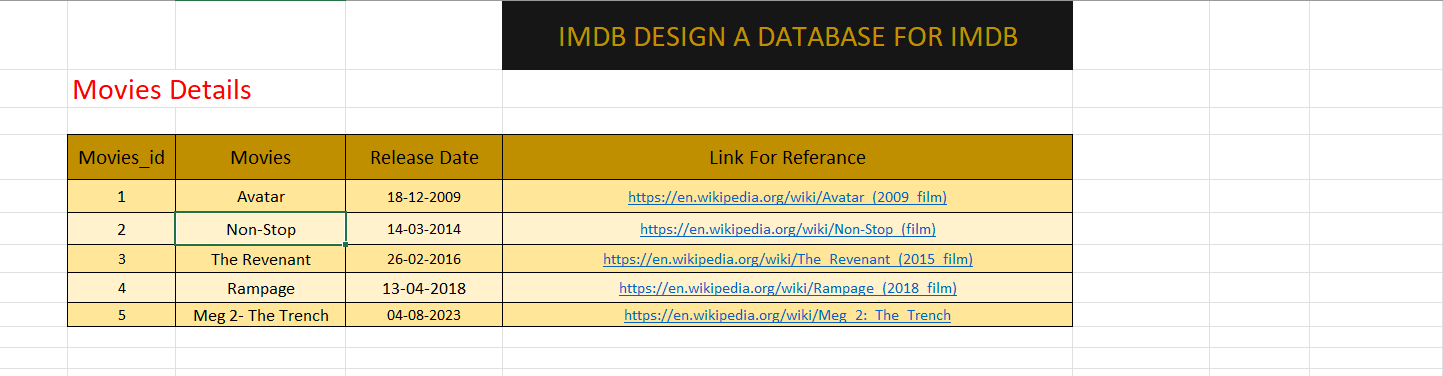 IMDB DESIGN A DATABASE FOR IMDB
Movies Details
Movies_id Movies Release Date Link For Referance
1 Avatar 18-12-2009 https://en.wikipedia.org/wiki/Avatar_(2009_film)
2 Non-Stop 14-03-2014 https://en.wikipedia.org/wiki/Non-Stop_(film)
3 The Revenant 26-02-2016 https://en.wikipedia.org/wiki/The_Revenant_(2015_film)
4 Rampage 13-04-2018 https://en.wikipedia.org/wiki/Rampage_(2018_film)
5 Meg 2- The Trench 04-08-2023 https://en.wikipedia.org/wiki/Meg_2:_The_Trench